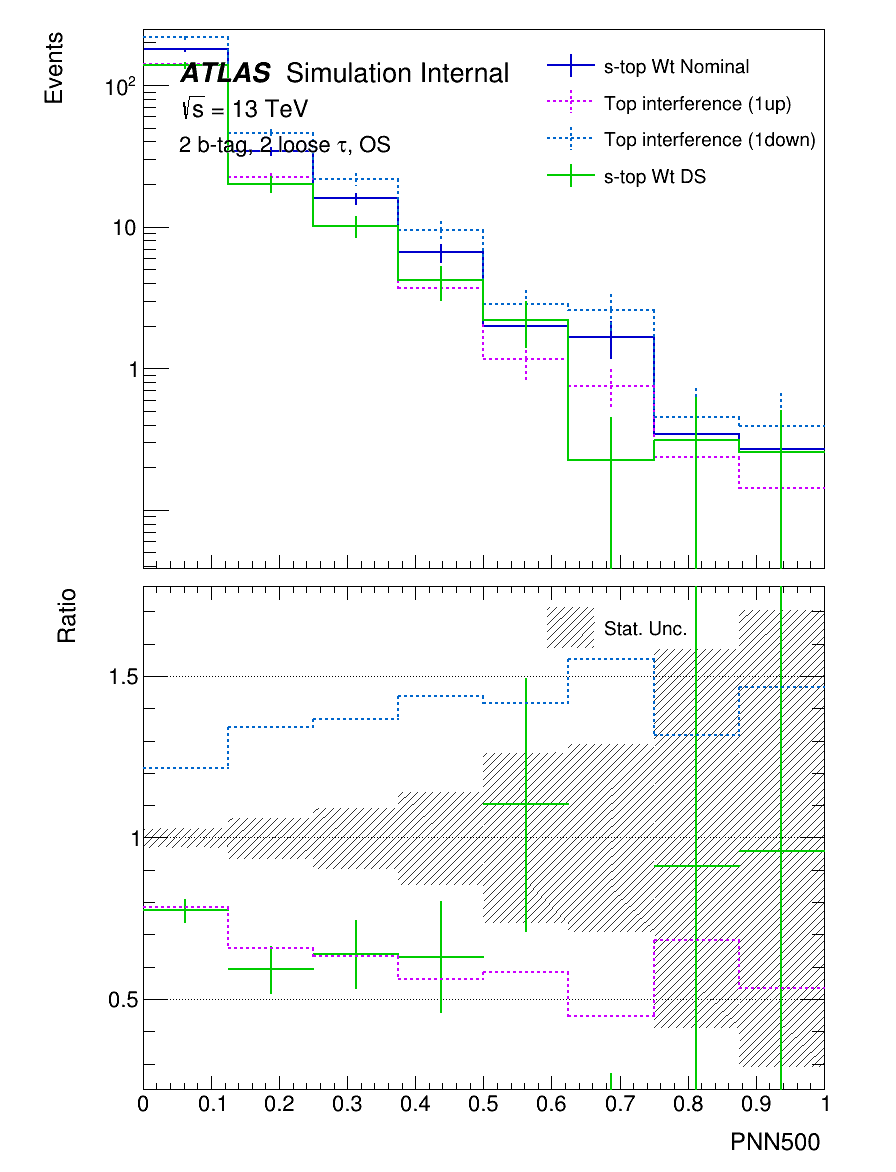 Events
10²
10
1
ATLAS Simulation Internal
√s = 13 TeV
2 b-tag, 2 loose τ, OS
s-top Wt Nominal
Top interference (1up)
Top interference (1down)
s-top Wt DS
Ratio
1.5
1
0.5
Stat. Unc.
0 0.1 0.2 0.3 0.4 0.5 0.6 0.7 0.8 0.9 1
PNN500